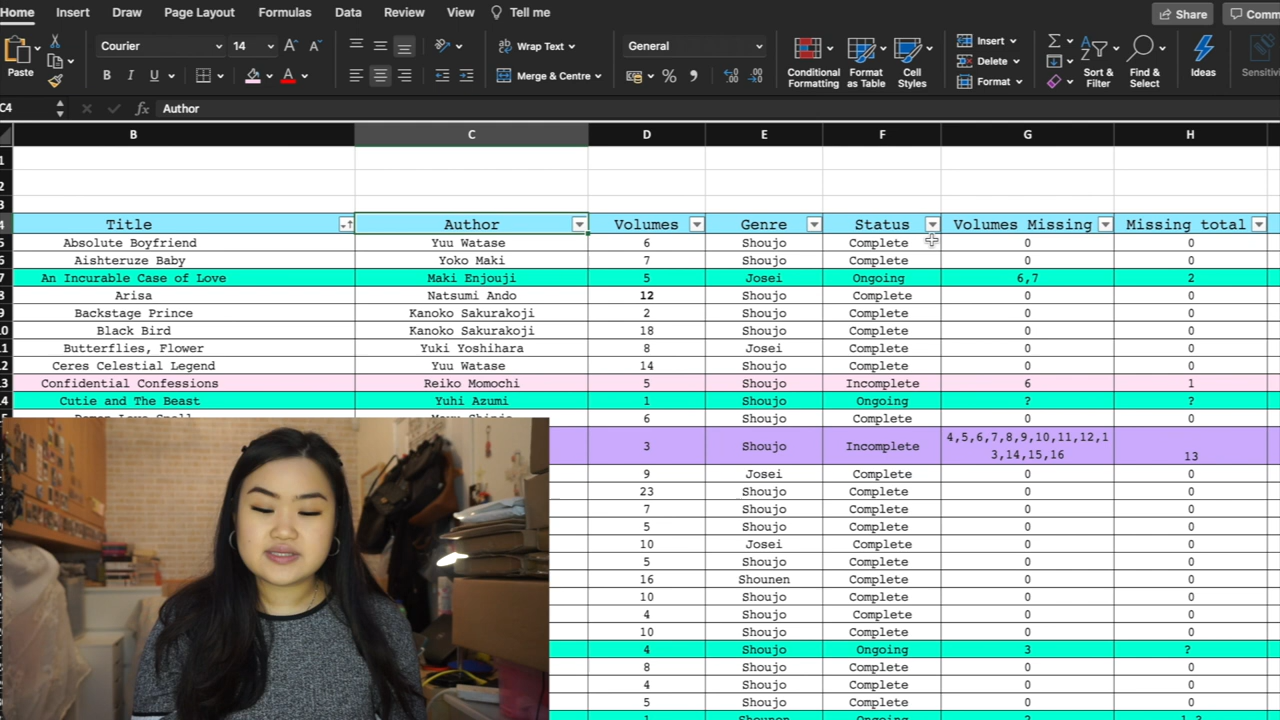 Home Insert Draw Page Layout Formulas Data Review View Tell me Share
Courier 14 Wrap Text General Insert
Paste B I U Merge & Centre Conditional Formatting Format as Table Cell Styles Delete Format Sort & Filter Find & Select Ideas
C4 fx Author
B C D E F G H
1
2
3
4 Title Author Volumes Genre Status Volumes Missing Missing total
Absolute Boyfriend Yuu Watase 6 Shoujo Complete 0 0
Aishteruze Baby Yoko Maki 7 Shoujo Complete 0 0
7 An Incurable Case of Love Maki Enjouji 5 Josei Ongoing 6,7 2
8 Arisa Natsumi Ando 12 Shoujo Complete 0 0
9 Backstage Prince Kanoko Sakurakoji 2 Shoujo Complete 0 0
10 Black Bird Kanoko Sakurakoji 18 Shoujo Complete 0 0
11 Butterflies, Flower Yuki Yoshihara 8 Josei Complete 0 0
12 Ceres Celestial Legend Yuu Watase 14 Shoujo Complete 0 0
13 Confidential Confessions Reiko Momochi 5 Shoujo Incomplete 6 1
14 Cutie and The Beast Yuhi Azumi 1 Shoujo Ongoing ? ?
6 Shoujo Complete 0 0
3 Shoujo Incomplete 4,5,6,7,8,9,10,11,12,1
3,14,15,16 13
9 Josei Complete 0 0
23 Shoujo Complete 0 0
7 Shoujo Complete 0 0
5 Shoujo Complete 0 0
10 Josei Complete 0 0
5 Shoujo Complete 0 0
16 Shounen Complete 0 0
10 Shoujo Complete 0 0
4 Shoujo Complete 0 0
10 Shoujo Complete 0 0
4 Shoujo Ongoing 3 ?
8 Shoujo Complete 0 0
4 Shoujo Complete 0 0
5 Shoujo Complete 0 0